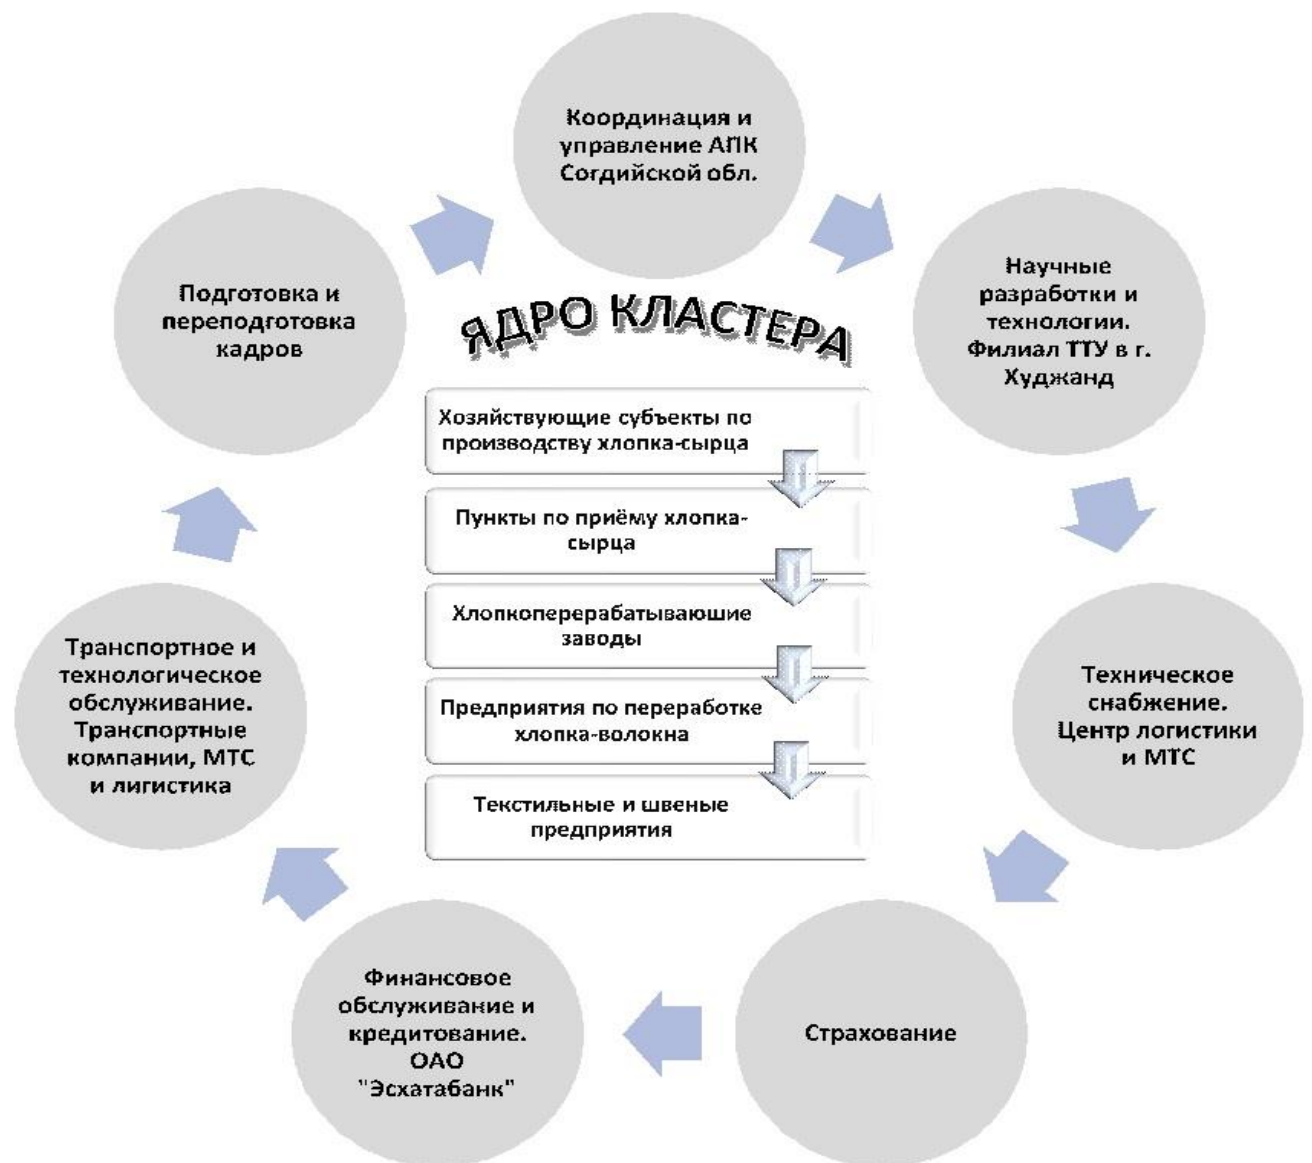 Координация и
управление АПК
Согдийской обл.
Научные
разработки и
технологии.
Филиал ТТУ в г.
Худжанд
Техническое
снабжение.
Центр логистики
и МТС
Страхование
Финансовое
обслуживание и
кредитование.
ОАО
"Эсхатабанк"
Транспортное и
технологическое
обслуживание.
Транспортные
компании, МТС
и лигистика
Подготовка и
переподготовка
кадров
ЯДРО КЛАСТЕРА
Хозяйствующие субъекты по
производству хлопка-сырца
Пункты по приёму хлопка-
сырца
Хлопкоперерабатываюшие
заводы
Предприятия по переработке
хлопка-волокна
Текстильные и швеные
предприятия